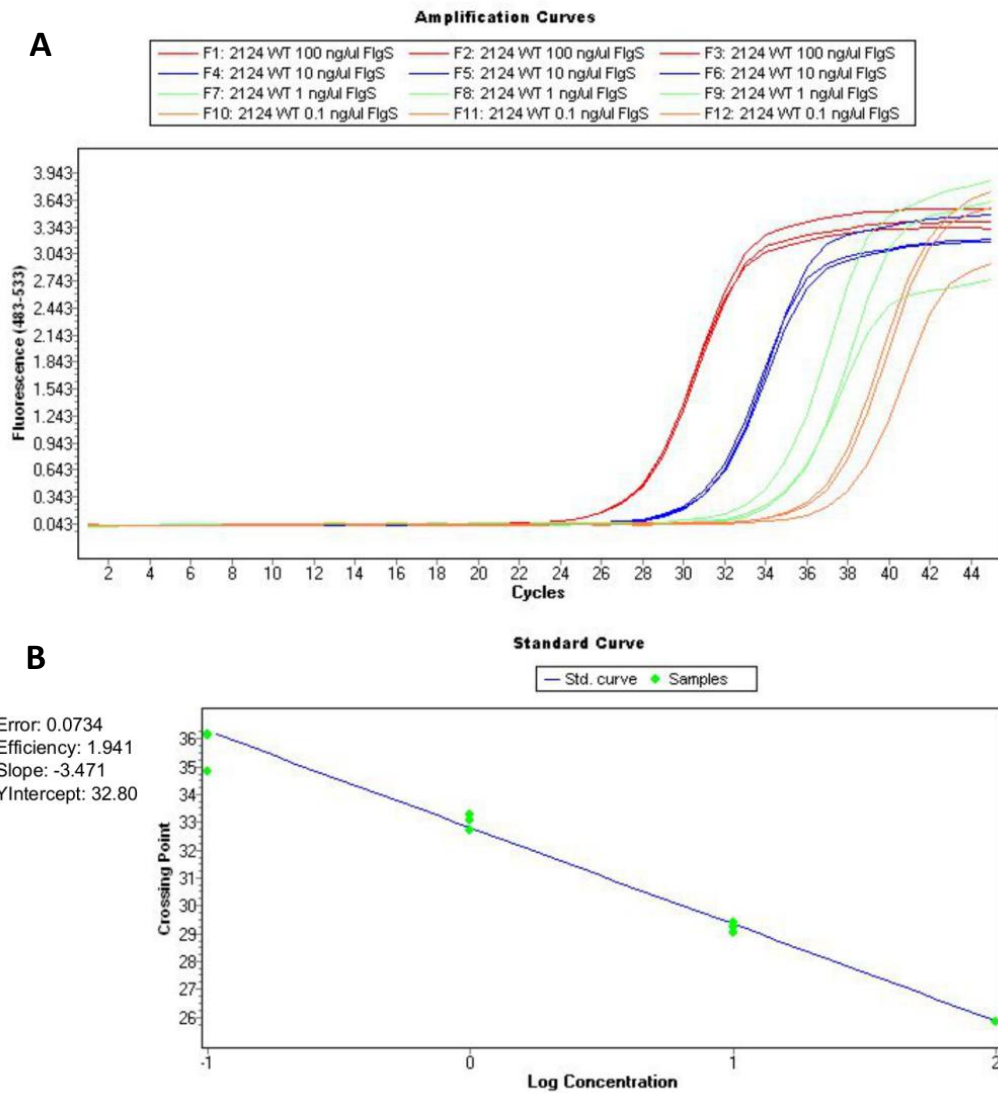 Amplification Curves
A
F1: 2124 WT 100 ng/ul FlgS F2: 2124 WT 100 ng/ul FlgS F3: 2124 WT 100 ng/ul FlgS
F4: 2124 WT 10 ng/ul FlgS F5: 2124 WT 10 ng/ul FlgS F6: 2124 WT 10 ng/ul FlgS
F7: 2124 WT 1 ng/ul FlgS F8: 2124 WT 1 ng/ul FlgS F9: 2124 WT 1 ng/ul FlgS
F10: 2124 WT 0.1 ng/ul FlgS F11: 2124 WT 0.1 ng/ul FlgS F12: 2124 WT 0.1 ng/ul FlgS
Fluorescence (483-533)
3.943
3.643
3.343
3.043
2.743
2.443
2.143
1.843
1.543
1.243
0.943
0.643
0.343
0.043
2 4 6 8 10 12 14 16 18 20 22 24 26 28 30 32 34 36 38 40 42 44
Cycles
B
Standard Curve
Std. curve Samples
Error: 0.0734
Efficiency: 1.941
Slope: -3.471
YIntercept: 32.80
Crossing Point
36
35
34
33
32
31
30
29
28
27
26
-1 0 1 2
Log Concentration